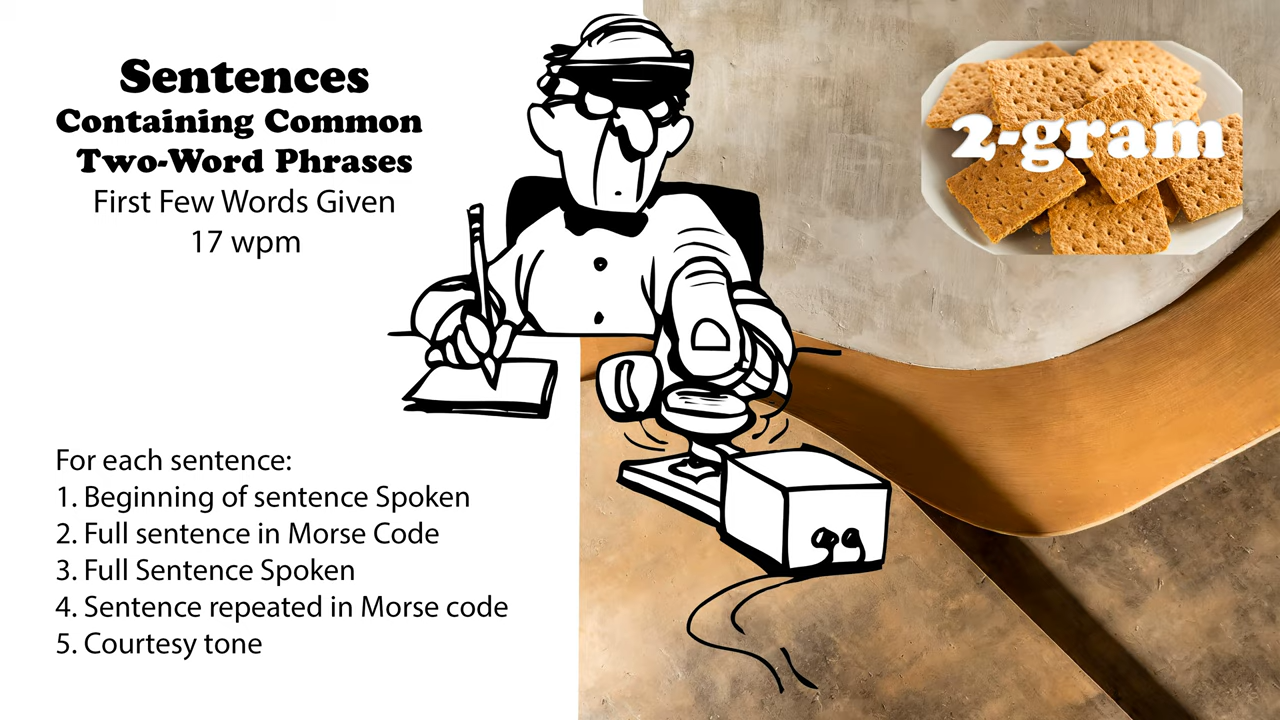 Sentences
Containing Common
Two-Word Phrases
First Few Words Given
17 wpm
2-gram
For each sentence:
1. Beginning of sentence Spoken
2. Full sentence in Morse Code
3. Full Sentence Spoken
4. Sentence repeated in Morse code
5. Courtesy tone